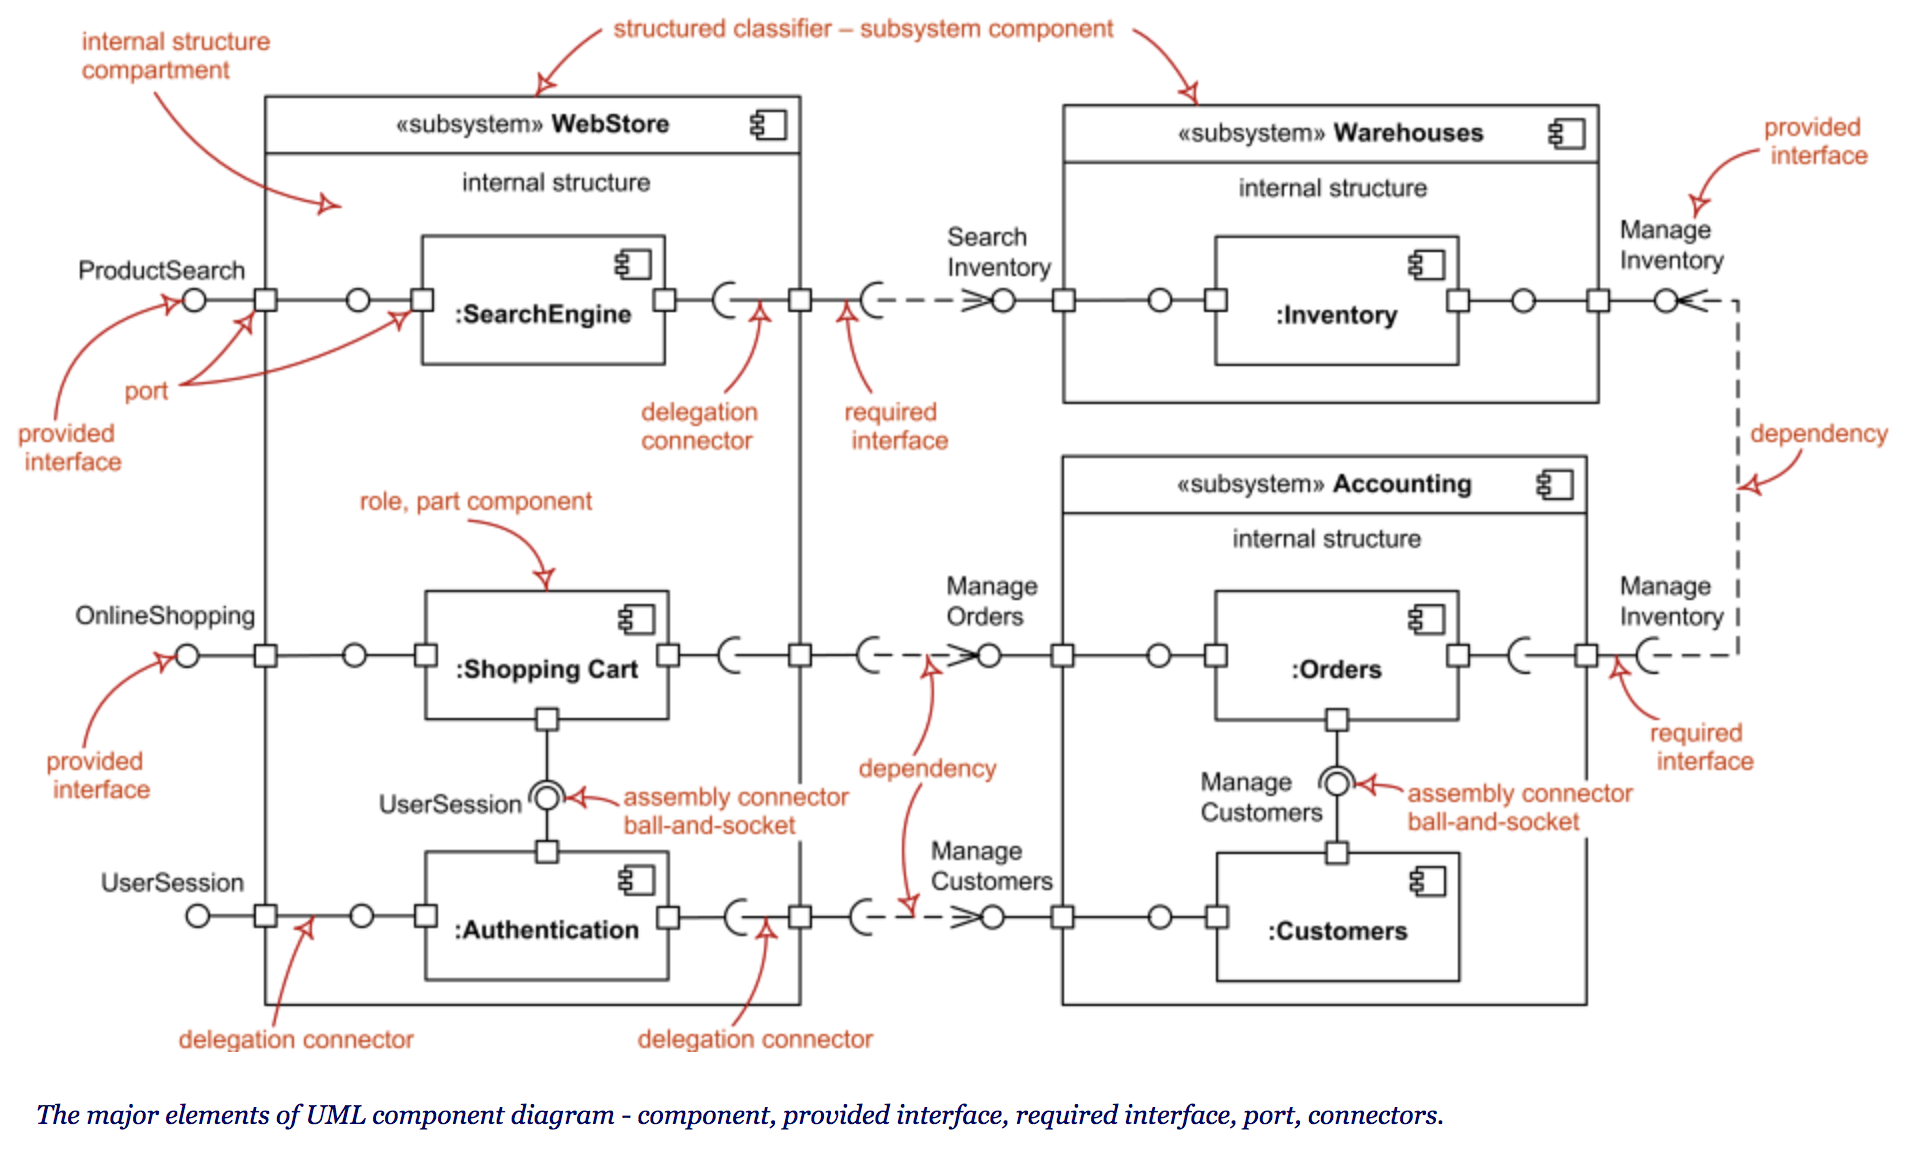 structured classifier – subsystem component
internal structure
compartment
«subsystem» WebStore
internal structure
ProductSearch
:SearchEngine
port
provided
interface
delegation
connector
required
interface
Search
Inventory
«subsystem» Warehouses
internal structure
:Inventory
provided
interface
Manage
Inventory
dependency
role, part component
OnlineShopping
:Shopping Cart
provided
interface
UserSession
assembly connector
ball-and-socket
UserSession
:Authentication
delegation connector
delegation connector
Manage
Orders
dependency
Manage
Customers
«subsystem» Accounting
internal structure
:Orders
Manage
Inventory
required
interface
Manage
Customers
assembly connector
ball-and-socket
:Customers
The major elements of UML component diagram - component, provided interface, required interface, port, connectors.